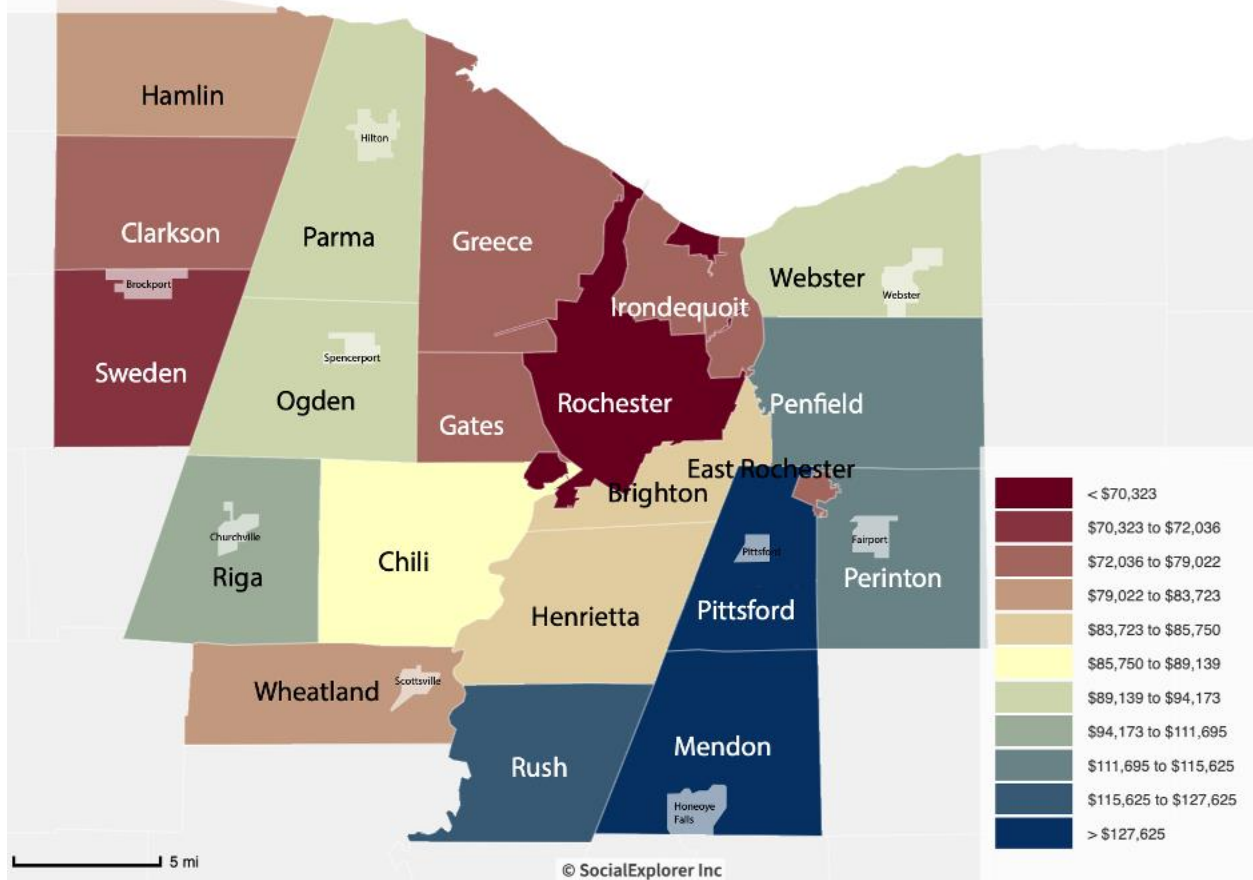 Hamlin
Hilton
Clarkson
Parma
Greece
Brockport
Webster
Webster
Irondequoit
Spencerport
Sweden
Ogden
Rochester
Penfield
Gates
East Rochester
Brighton
Churchville
Riga
Chili
Pittsford
Fairport
Perinton
Henrietta
Pittsford
Wheatland
Scottsville
Rush
Mendon
Honeoye
Falls
< $70,323
$70,323 to $72,036
$72,036 to $79,022
$79,022 to $83,723
$83,723 to $85,750
$85,750 to $89,139
$89,139 to $94,173
$94,173 to $111,695
$111,695 to $115,625
$115,625 to $127,625
> $127,625
5 mi
© SocialExplorer Inc